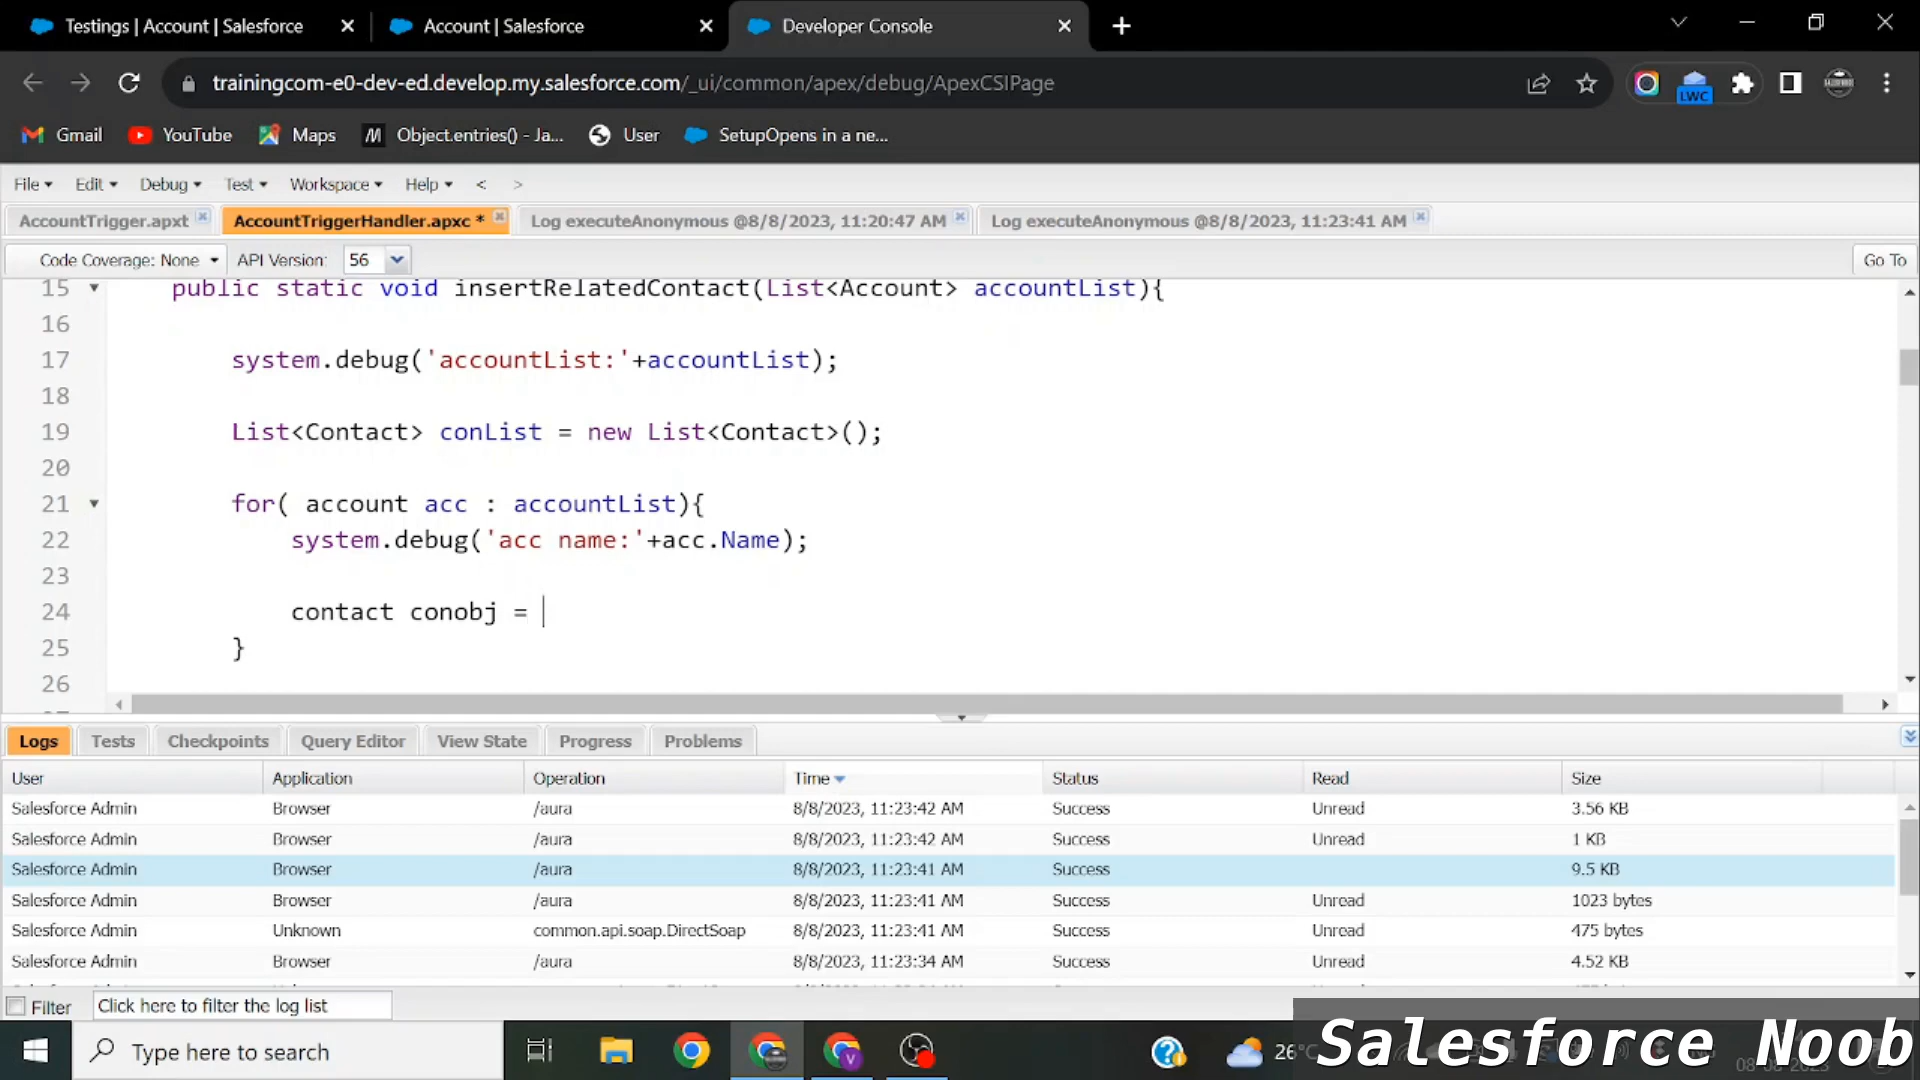 Testings | Account | Salesforce
Account | Salesforce
Developer Console
trainingcom-e0-dev-ed.develop.my.salesforce.com/_ui/common/apex/debug/ApexCSIPage
LWC
Gmail
YouTube
Maps
Object.entries() - Ja...
User
SetupOpens in a ne...
File Edit Debug Test Workspace Help < >
AccountTrigger.apxt
AccountTriggerHandler.apxc *
Log executeAnonymous @8/8/2023, 11:20:47 AM
Log executeAnonymous @8/8/2023, 11:23:41 AM
Code Coverage: None API Version: 56 Go To
15 public static void insertRelatedContact(List<Account> accountList){
16
17 system.debug('accountList:'+accountList);
18
19 List<Contact> conList = new List<Contact>();
20
21 for( account acc : accountList){
22 system.debug('acc name:'+acc.Name);
23
24 contact conobj =
25 }
26
Logs Tests Checkpoints Query Editor View State Progress Problems
User Application Operation Time Status Read Size
Salesforce Admin Browser /aura 8/8/2023, 11:23:42 AM Success Unread 3.56 KB
Salesforce Admin Browser /aura 8/8/2023, 11:23:42 AM Success Unread 1 KB
Salesforce Admin Browser /aura 8/8/2023, 11:23:41 AM Success 9.5 KB
Salesforce Admin Browser /aura 8/8/2023, 11:23:41 AM Success Unread 1023 bytes
Salesforce Admin Unknown common.api.soap.DirectSoap 8/8/2023, 11:23:41 AM Success Unread 475 bytes
Salesforce Admin Browser /aura 8/8/2023, 11:23:34 AM Success Unread 4.52 KB
Filter Click here to filter the log list
Type here to search
26°C
Salesforce Noob
08-08-2023